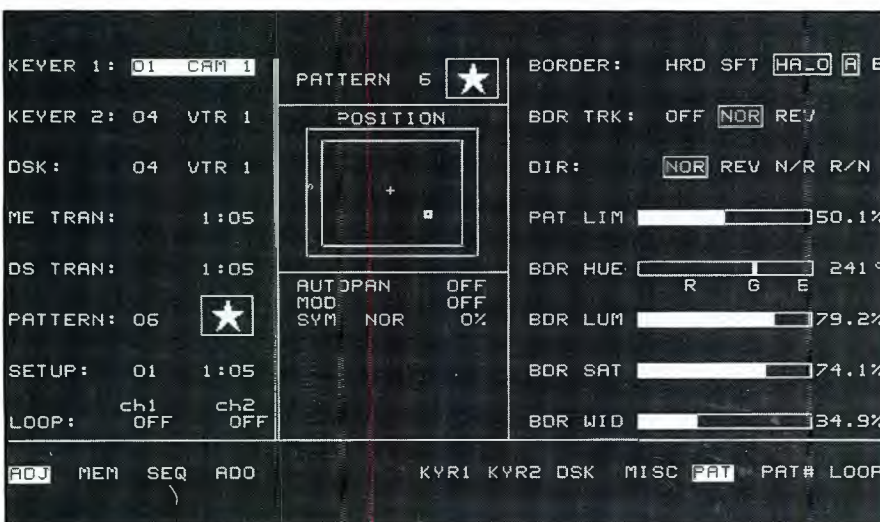 KEYER 1: 01 CAM 1
KEYER 2: 04 VTR 1
DSK: 04 VTR 1
ME TRAN: 1:05
DS TRAN: 1:05
PATTERN: 06
SETUP: 01 1:05
ch1 ch2
LOOP: OFF OFF
PATTERN 6
POSITION
AUTOPAN OFF
MOD OFF
SYM NOR 0%
BORDER: HRD SFT HALO A
BDR TRK: OFF NOR REV
DIR: NOR REV N/R R/N
PAT LIM 50.1%
BDR HUE 241°
R G
BDR LUM 79.2%
BDR SAT 74.1%
BDR WID 34.9%
ADJ MEM SEQ ADO KYR1 KYR2 DSK MISC PAT PAT# LOOP